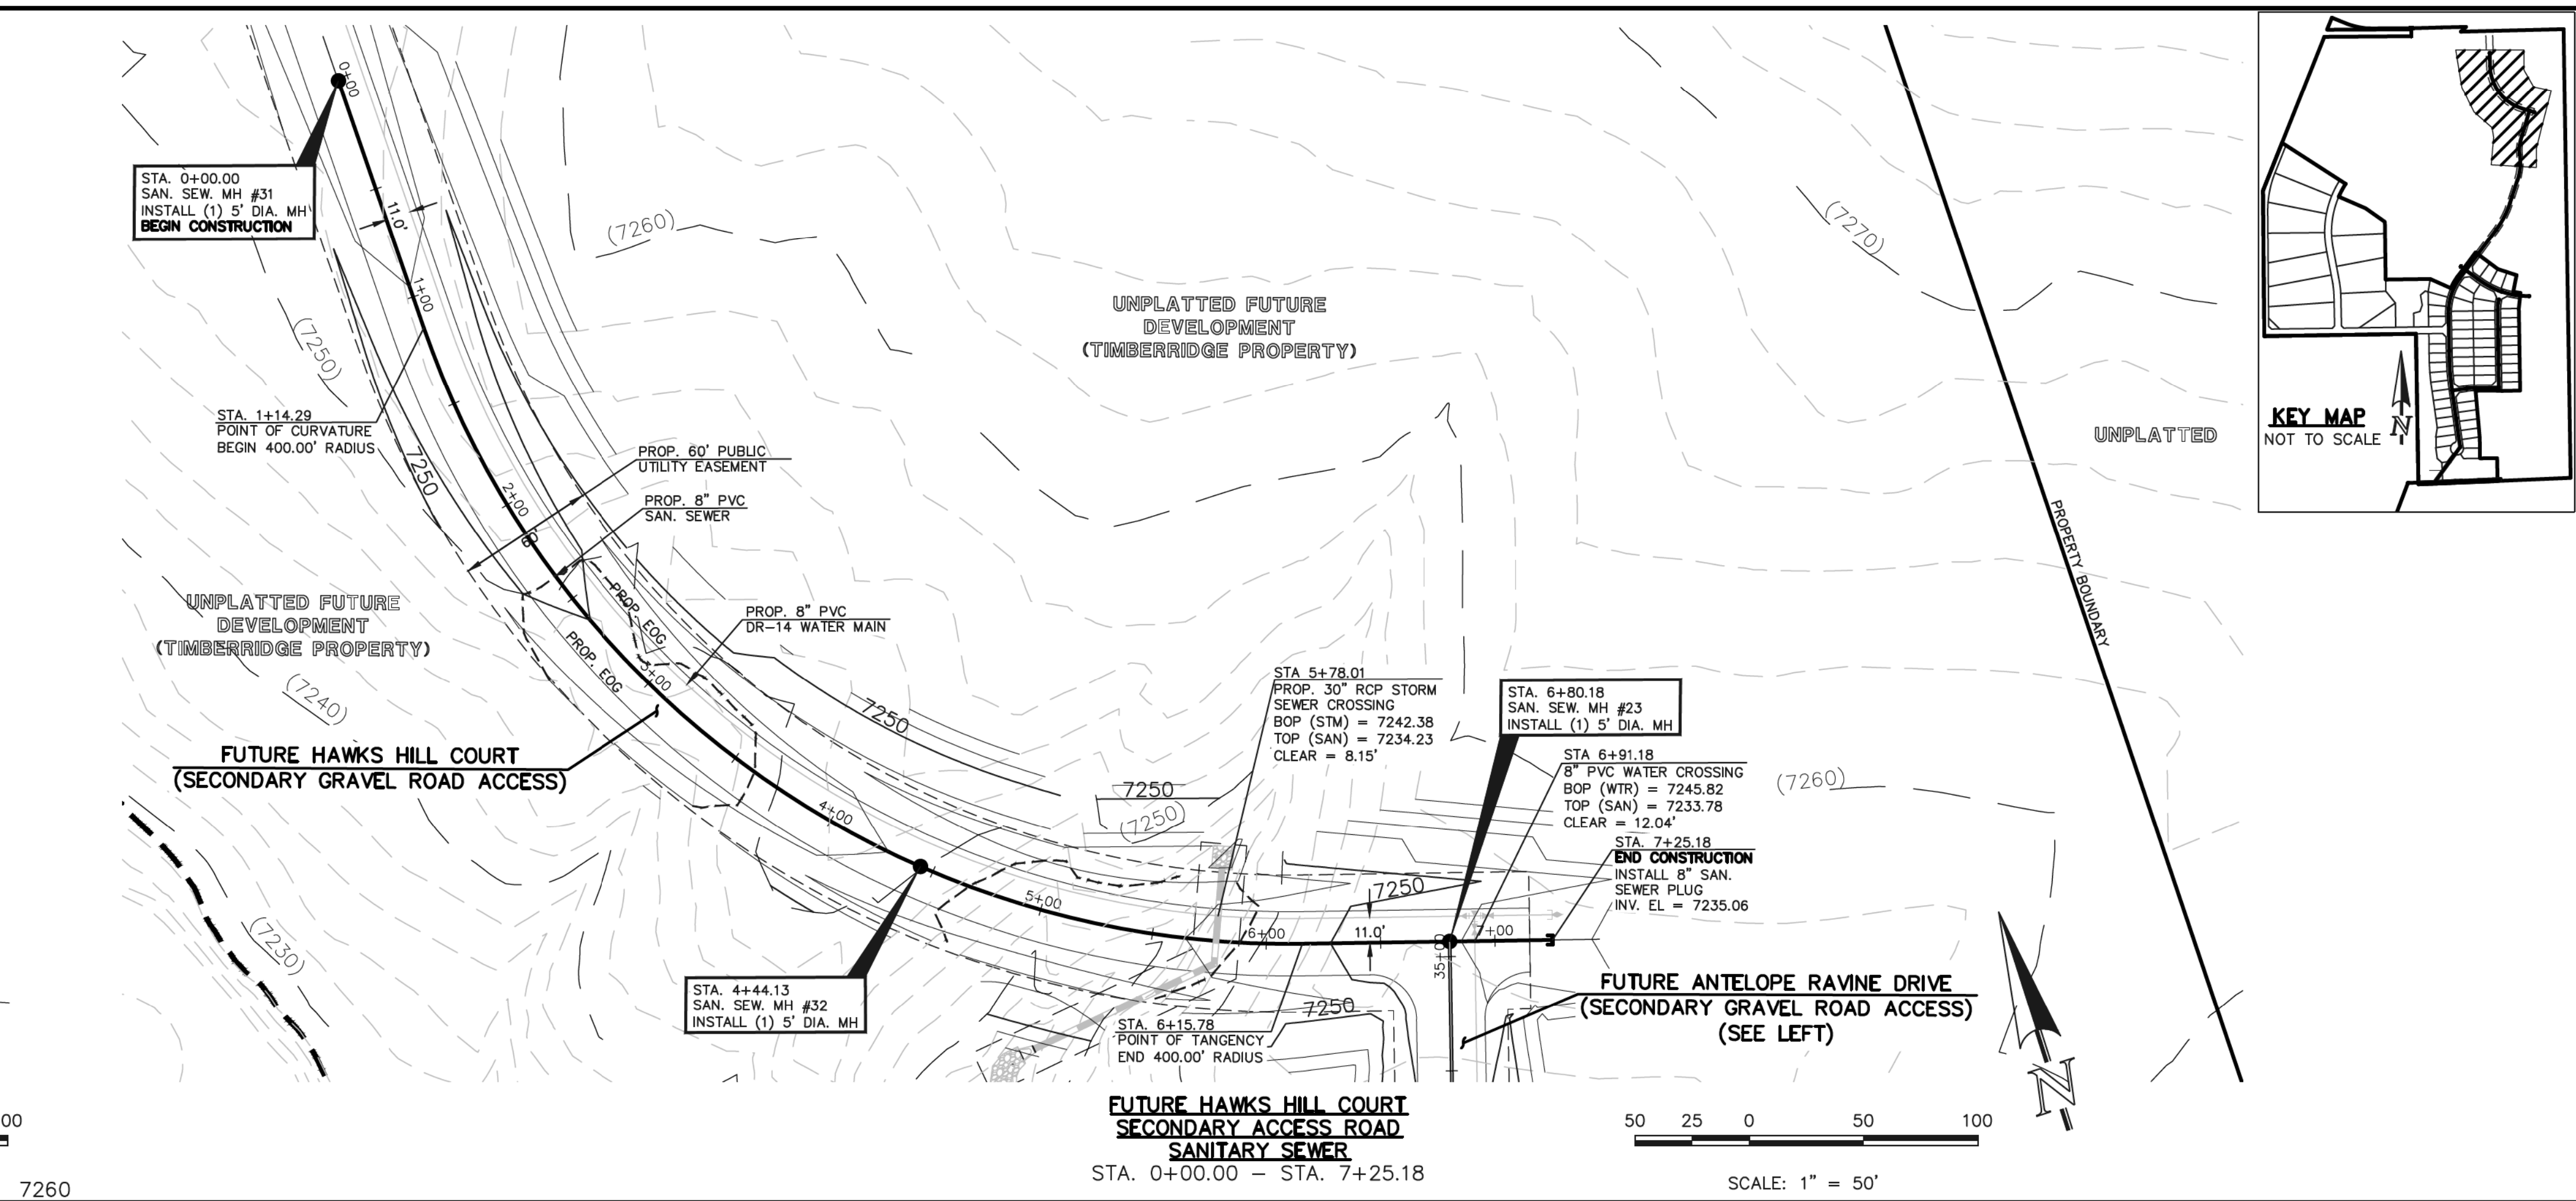 0+00
STA. 0+00.00
SAN. SEW. MH #31
INSTALL (1) 5' DIA. MH
BEGIN CONSTRUCTION
11.0'
1+00
(7260)
(7270)
(7250)
UNPLATTED FUTURE
DEVELOPMENT
(TIMBERRIDGE PROPERTY)
KEY MAP
NOT TO SCALE
N
UNPLATTED
STA. 1+14.29
POINT OF CURVATURE
BEGIN 400.00' RADIUS
7250
PROP. 60' PUBLIC
UTILITY EASEMENT
2+00
PROP. 8" PVC
SAN. SEWER
PROPERTY BOUNDARY
UNPLATTED FUTURE
DEVELOPMENT
(TIMBERRIDGE PROPERTY)
PROP. EOG
PROP. EOG
PROP. 8" PVC
DR-14 WATER MAIN
3+00
(7240)
7250
FUTURE HAWKS HILL COURT
(SECONDARY GRAVEL ROAD ACCESS)
STA 5+78.01
PROP. 30" RCP STORM
SEWER CROSSING
BOP (STM) = 7242.38
TOP (SAN) = 7234.23
CLEAR = 8.15'
STA. 6+80.18
SAN. SEW. MH #23
INSTALL (1) 5' DIA. MH
STA 6+91.18
8" PVC WATER CROSSING
BOP (WTR) = 7245.82
TOP (SAN) = 7233.78
CLEAR = 12.04'
(7260)
7250
(7250)
4+00
STA. 7+25.18
END CONSTRUCTION
INSTALL 8" SAN.
SEWER PLUG
INV. EL = 7235.06
7250
5+00
6+00
11.0'
7+00
35+00
(7230)
STA. 4+44.13
SAN. SEW. MH #32
INSTALL (1) 5' DIA. MH
STA. 6+15.78
POINT OF TANGENCY
END 400.00' RADIUS
7250
FUTURE ANTELOPE RAVINE DRIVE
(SECONDARY GRAVEL ROAD ACCESS)
(SEE LEFT)
N
FUTURE HAWKS HILL COURT
SECONDARY ACCESS ROAD
SANITARY SEWER
STA. 0+00.00 - STA. 7+25.18
50 25 0 50 100
SCALE: 1" = 50'
00
7260